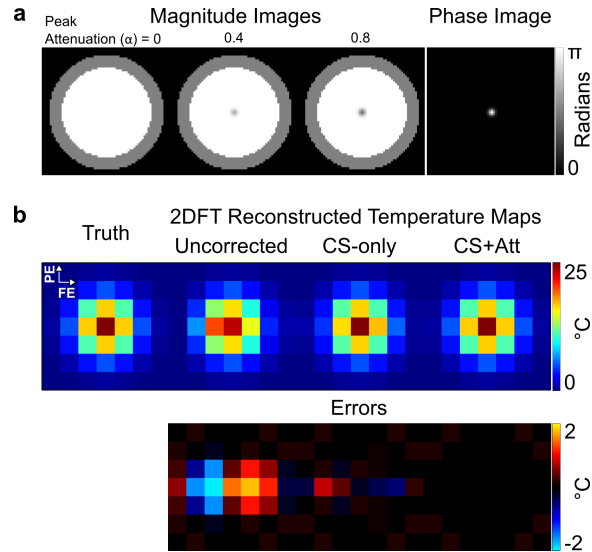 a
Magnitude Images
Phase Image
Peak
Attenuation (α) = 0
0.4
0.8
π
Radians
0
b
2DFT Reconstructed Temperature Maps
Truth
Uncorrected
CS-only
CS+Att
PE
FE
25
°C
0
Errors
2
°C
-2